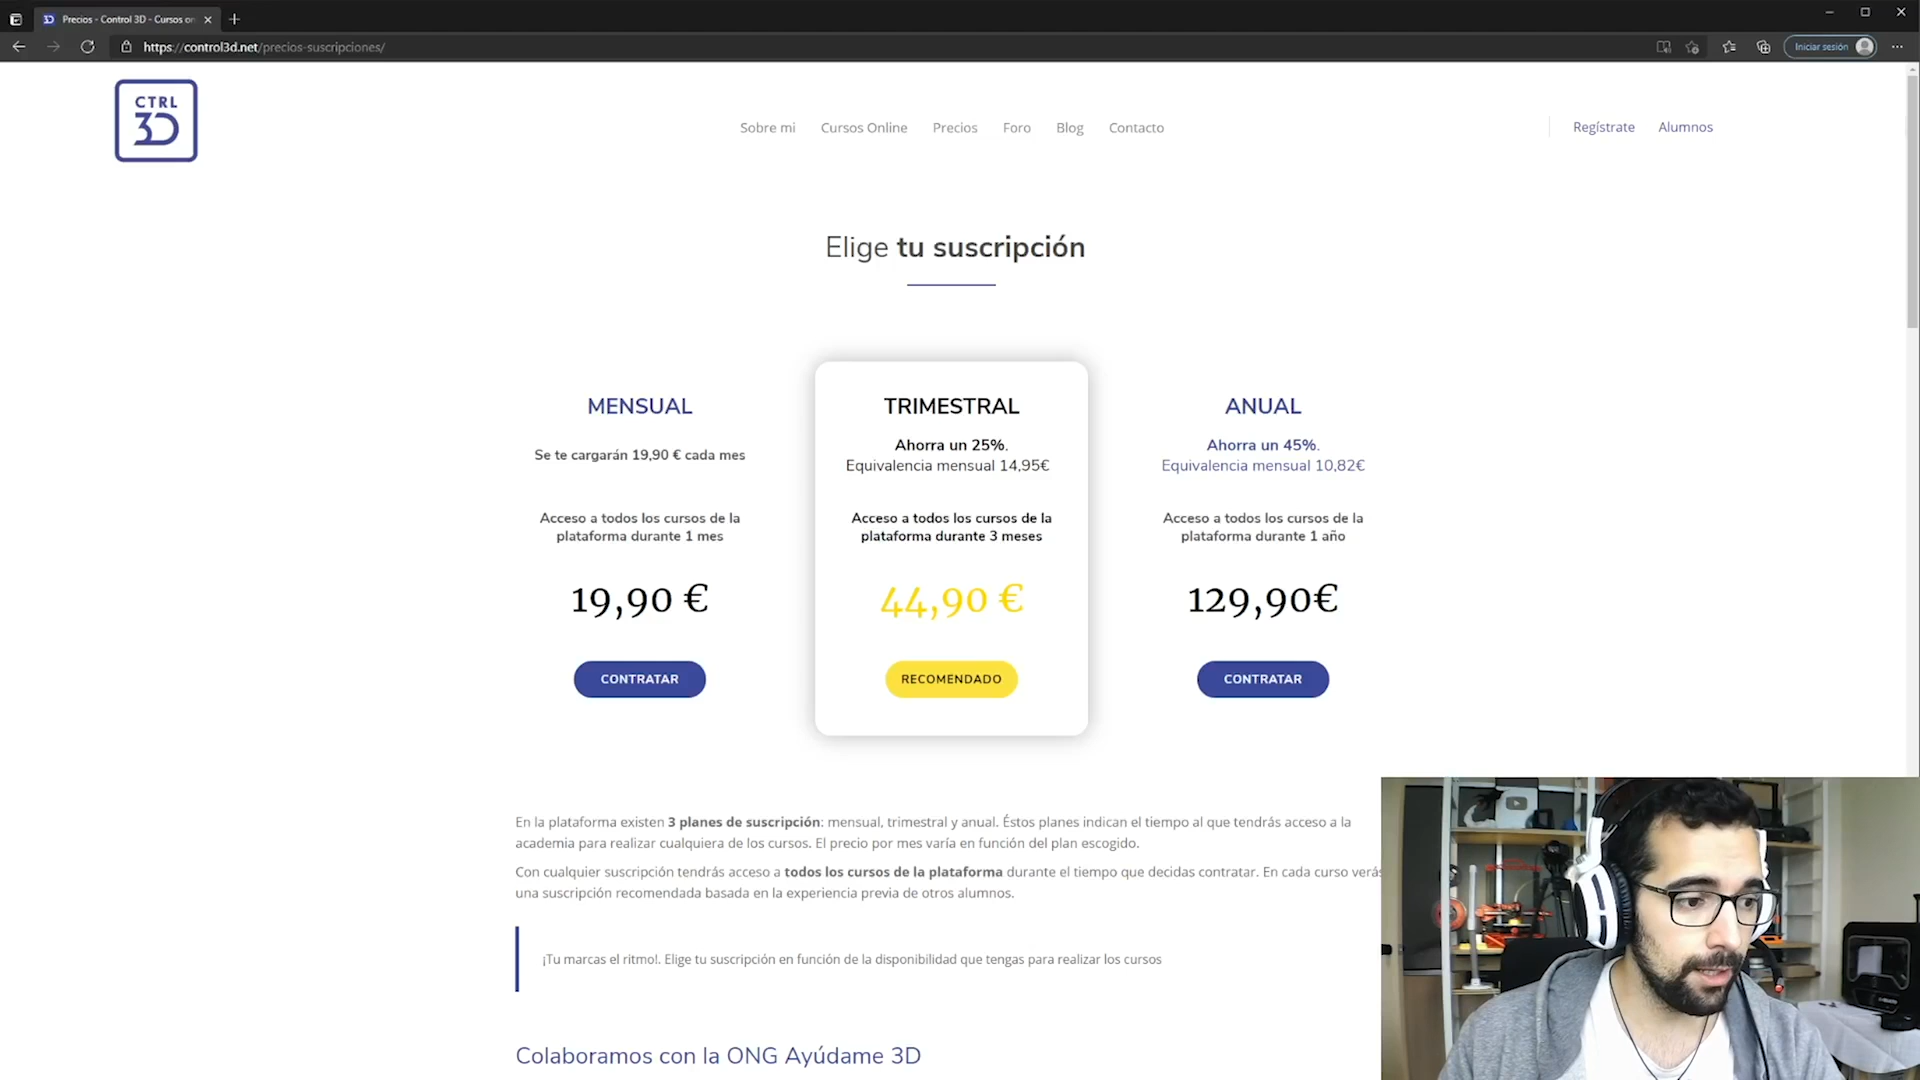 Precios - Control 3D - Cursos on
https://control3d.net/precios-suscripciones/
Iniciar sesión
CTRL
3D
Sobre mi
Cursos Online
Precios
Foro
Blog
Contacto
Regístrate
Alumnos
Elige tu suscripción
MENSUAL
Se te cargarán 19,90 € cada mes
Acceso a todos los cursos de la
plataforma durante 1 mes
19,90 €
CONTRATAR
TRIMESTRAL
Ahorra un 25%.
Equivalencia mensual 14,95€
Acceso a todos los cursos de la
plataforma durante 3 meses
44,90 €
RECOMENDADO
ANUAL
Ahorra un 45%.
Equivalencia mensual 10,82€
Acceso a todos los cursos de la
plataforma durante 1 año
129,90€
CONTRATAR
En la plataforma existen 3 planes de suscripción: mensual, trimestral y anual. Éstos planes indican el tiempo al que tendrás acceso a la
academia para realizar cualquiera de los cursos. El precio por mes varía en función del plan escogido.
Con cualquier suscripción tendrás acceso a todos los cursos de la plataforma durante el tiempo que decidas contratar. En cada curso verás
una suscripción recomendada basada en la experiencia previa de otros alumnos.
¡Tu marcas el ritmo!. Elige tu suscripción en función de la disponibilidad que tengas para realizar los cursos
Colaboramos con la ONG Ayúdame 3D